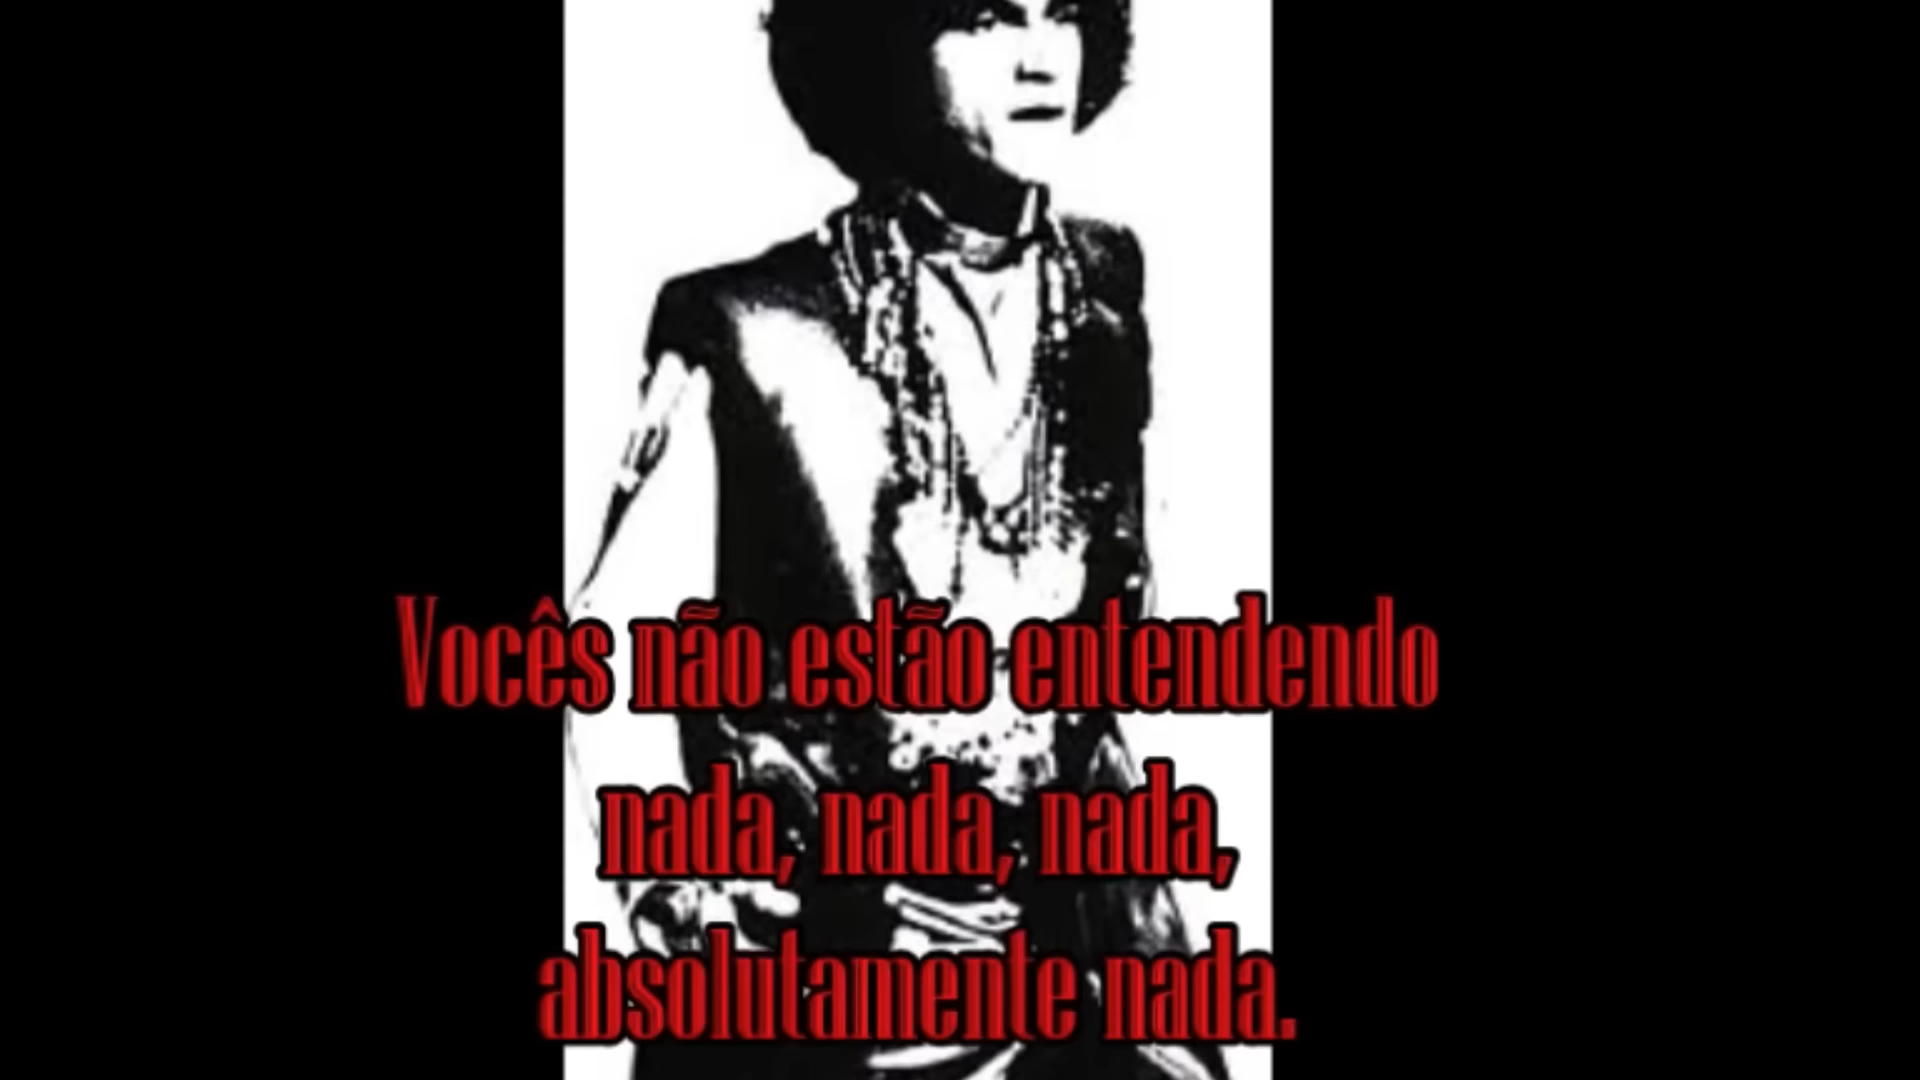 Vocês não estão entendendo
nada, nada, nada,
absolutamente nada.